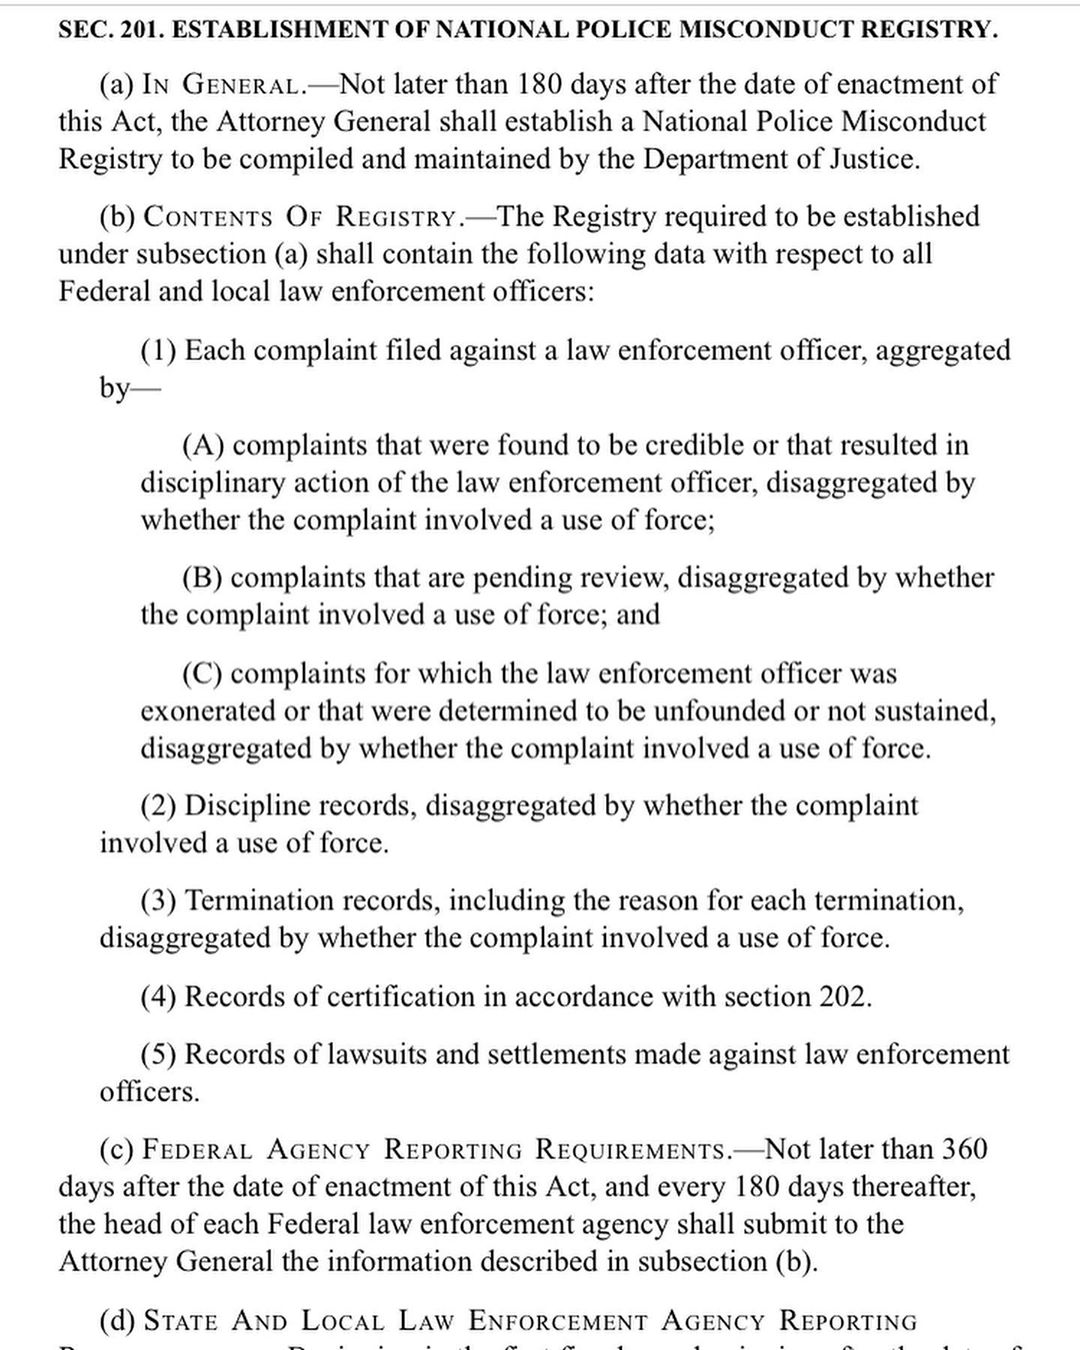 SEC. 201. ESTABLISHMENT OF NATIONAL POLICE MISCONDUCT REGISTRY.
(a) IN GENERAL.—Not later than 180 days after the date of enactment of
this Act, the Attorney General shall establish a National Police Misconduct
Registry to be compiled and maintained by the Department of Justice.
(b) CONTENTS OF REGISTRY.—The Registry required to be established
under subsection (a) shall contain the following data with respect to all
Federal and local law enforcement officers:
(1) Each complaint filed against a law enforcement officer, aggregated
by—
(A) complaints that were found to be credible or that resulted in
disciplinary action of the law enforcement officer, disaggregated by
whether the complaint involved a use of force;
(B) complaints that are pending review, disaggregated by whether
the complaint involved a use of force; and
(C) complaints for which the law enforcement officer was
exonerated or that were determined to be unfounded or not sustained,
disaggregated by whether the complaint involved a use of force.
(2) Discipline records, disaggregated by whether the complaint
involved a use of force.
(3) Termination records, including the reason for each termination,
disaggregated by whether the complaint involved a use of force.
(4) Records of certification in accordance with section 202.
(5) Records of lawsuits and settlements made against law enforcement
officers.
(c) FEDERAL AGENCY REPORTING REQUIREMENTS.—Not later than 360
days after the date of enactment of this Act, and every 180 days thereafter,
the head of each Federal law enforcement agency shall submit to the
Attorney General the information described in subsection (b).
(d) STATE AND LOCAL LAW ENFORCEMENT AGENCY REPORTING